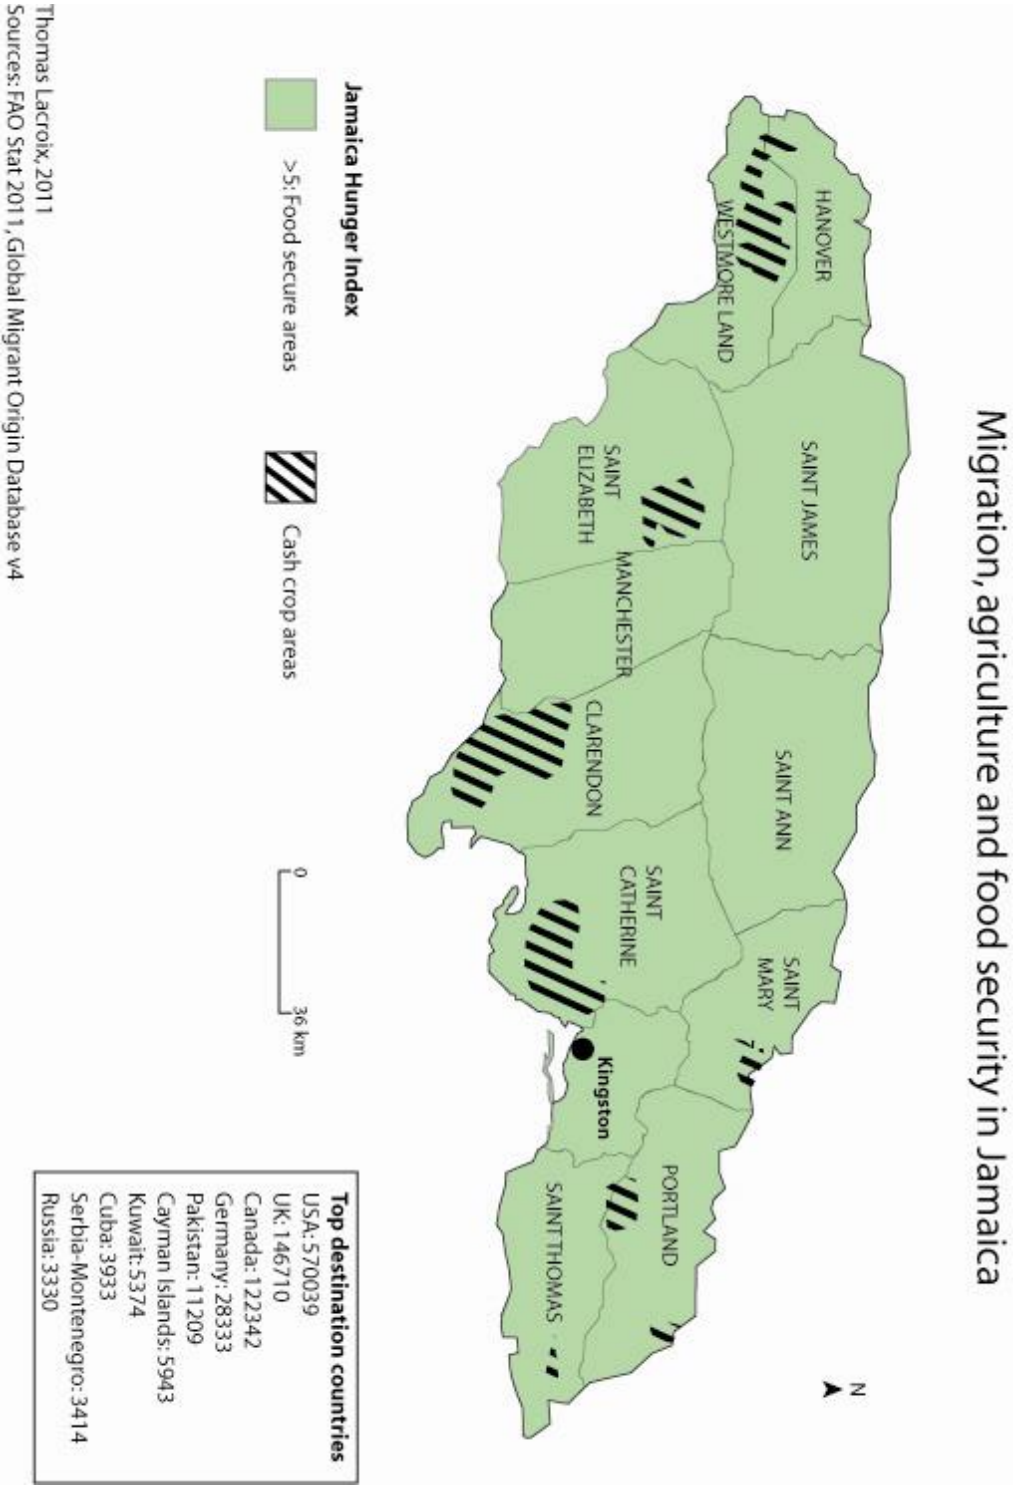 Migration, agriculture and food security in Jamaica
N
HANOVER
WESTMORE LAND
SAINT JAMES
SAINT
ELIZABETH
MANCHESTER
CLARENDON
SAINT ANN
SAINT
CATHERINE
SAINT
MARY
Kingston
PORTLAND
SAINT THOMAS
Jamaica Hunger Index
>5: Food secure areas
Cash crop areas
0
36 km
Top destination countries
USA: 570039
UK: 146710
Canada: 122342
Germany: 28333
Pakistan: 11209
Cayman Islands: 5943
Kuwait: 5374
Cuba: 3933
Serbia-Montenegro: 3414
Russia: 3330
Thomas Lacroix, 2011
Sources: FAO Stat 2011, Global Migrant Origin Database v4